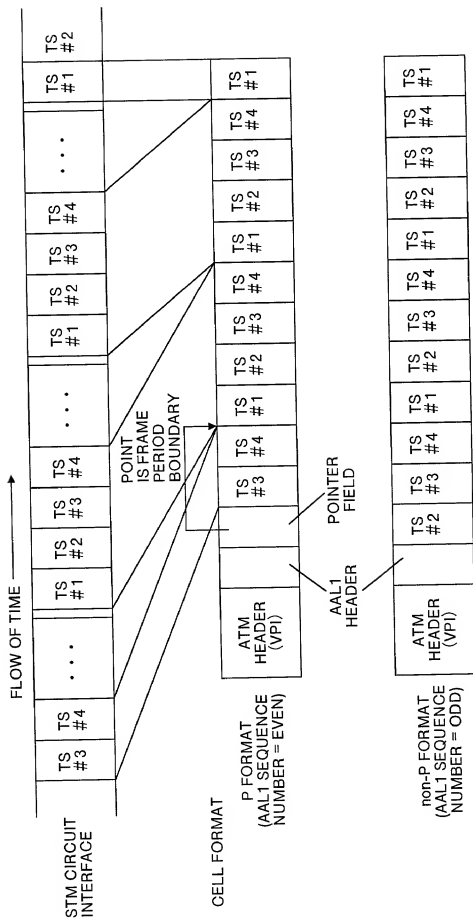 FLOW OF TIME
STM CIRCUIT
INTERFACE
TS TS . . . TS TS TS TS . . . TS TS TS TS . . . TS TS
#3 #4 #1 #2 #3 #4 #1 #2 #3 #4 #1 #2
POINT
IS FRAME
PERIOD
BOUNDARY
CELL FORMAT
ATM
HEADER
(VPI)
TS TS TS TS TS TS TS TS TS TS TS
#3 #4 #1 #2 #3 #4 #1 #2 #3 #4 #1
P FORMAT
(AAL1 SEQUENCE
NUMBER = EVEN)
POINTER
FIELD
AAL1
HEADER
ATM
HEADER
(VPI)
TS TS TS TS TS TS TS TS TS TS TS TS
#2 #3 #4 #1 #2 #3 #4 #1 #2 #3 #4 #1
non-P FORMAT
(AAL1 SEQUENCE
NUMBER = ODD)